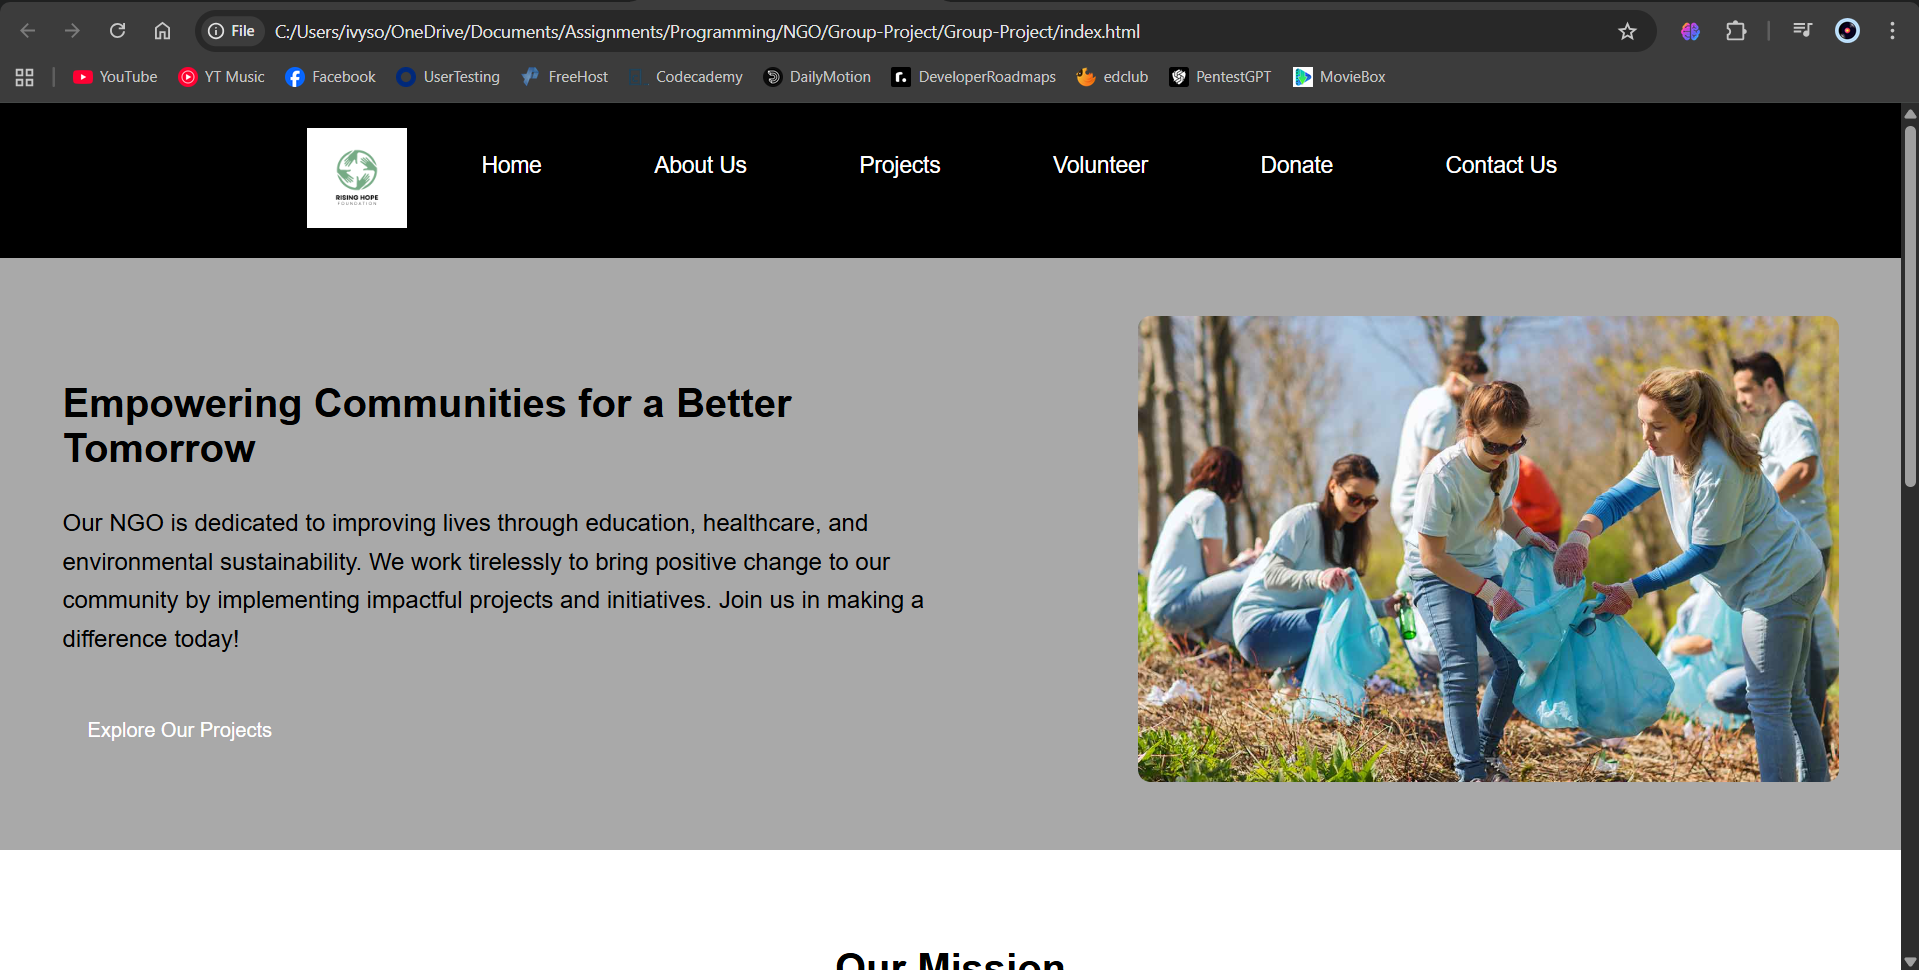 File
C:/Users/ivyso/OneDrive/Documents/Assignments/Programming/NGO/Group-Project/Group-Project/index.html
YouTube
YT Music
Facebook
UserTesting
FreeHost
Codecademy
DailyMotion
DeveloperRoadmaps
edclub
PentestGPT
MovieBox
RISING HOPE
FOUNDATION
Home
About Us
Projects
Volunteer
Donate
Contact Us
Empowering Communities for a Better
Tomorrow
Our NGO is dedicated to improving lives through education, healthcare, and
environmental sustainability. We work tirelessly to bring positive change to our
community by implementing impactful projects and initiatives. Join us in making a
difference today!
Explore Our Projects
Our Mission